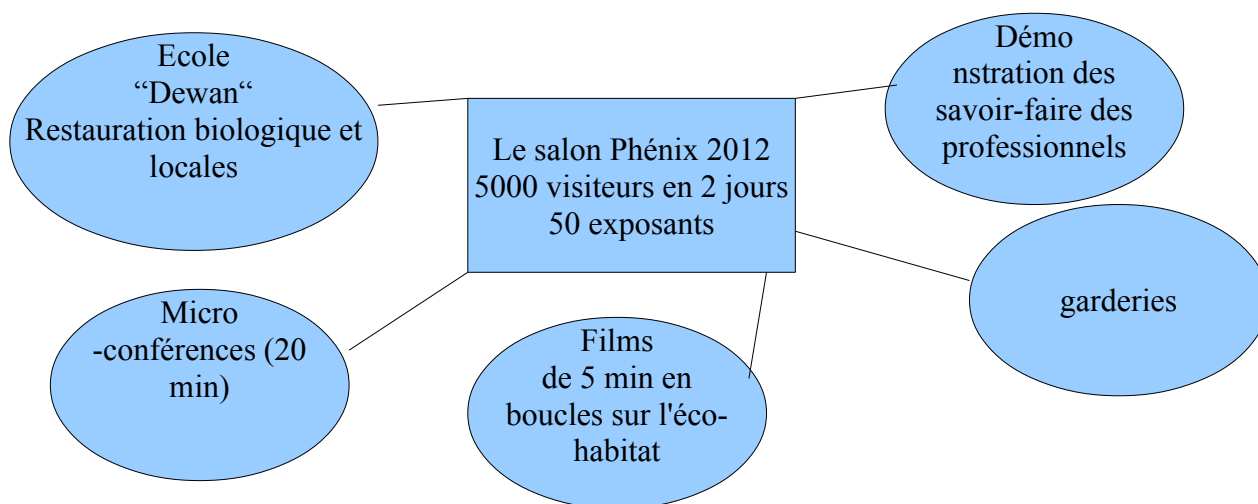 Ecole
“Dewan“
Restauration biologique et
locales
Démo
nstration des
savoir-faire des
professionnels
Le salon Phénix 2012
5000 visiteurs en 2 jours
50 exposants
garderies
Micro
-conférences (20
min)
Films
de 5 min en
boucles sur l'éco-
habitat